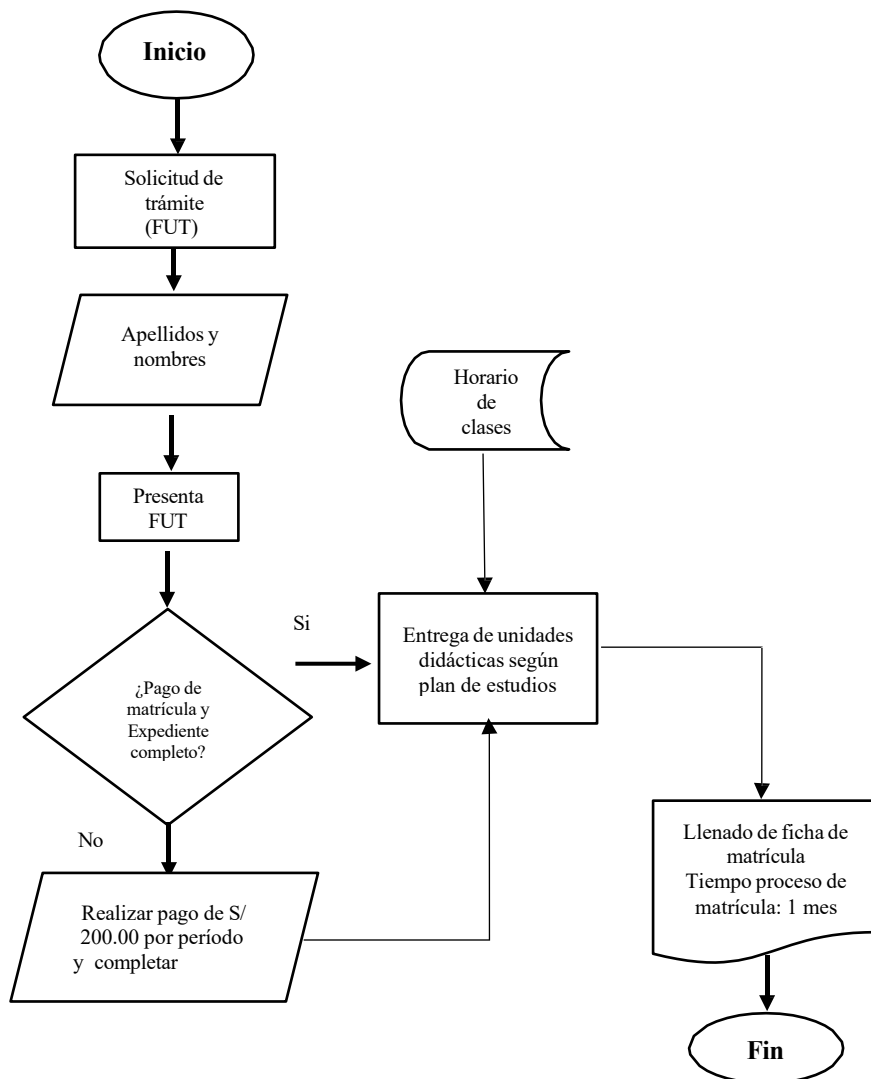 Inicio
Solicitud de
trámite
(FUT)
Apellidos y
nombres
Horario
de
clases
Presenta
FUT
Si
Entrega de unidades
didácticas según
plan de estudios
¿Pago de
matrícula y
Expediente
completo?
No
Llenado de ficha de
matrícula
Tiempo proceso de
matrícula: 1 mes
Realizar pago de S/
200.00 por período
y completar
Fin